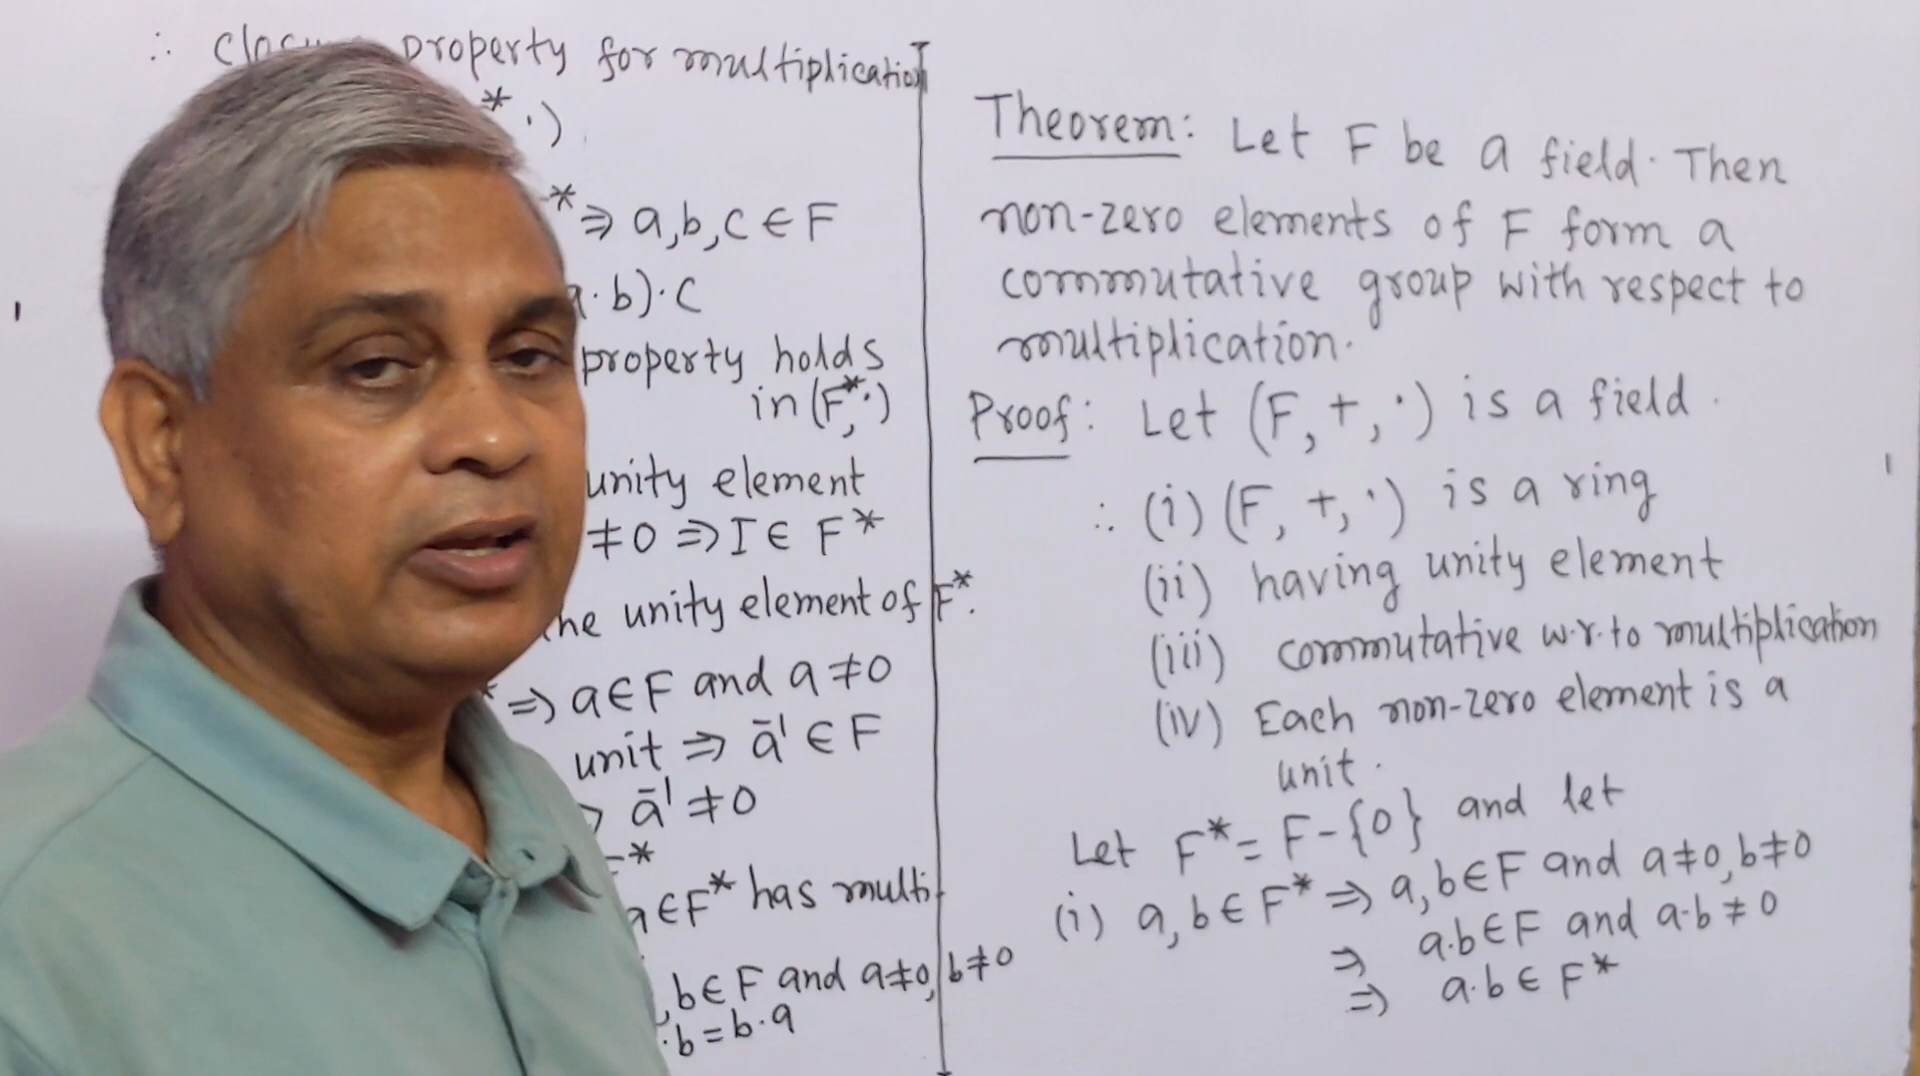 ∴ property for multiplication
* ·)
* ⇒ a,b,c ∈ F
a·b)·c
property holds
in (F*,·)
unity element
≠0 ⇒ I ∈ F*
the unity element of F*.
⇒ a∈F and a≠0
unit ⇒ a⁻¹ ∈ F
a⁻¹ ≠ 0
*
a∈F* has multi
, b∈F and a≠0, b≠0
·b = b·a
Theorem: Let F be a field. Then
non-zero elements of F form a
commutative group with respect to
multiplication.
Proof: Let (F, +, ·) is a field.
∴ (i) (F, +, ·) is a ring
(ii) having unity element
(iii) commutative w.r.to multiplication
(iv) Each non-zero element is a
unit.
Let F* = F-{0} and let
(i) a, b ∈ F* ⇒ a, b∈F and a≠0, b≠0
⇒ a·b∈F and a·b ≠ 0
⇒ a·b ∈ F*